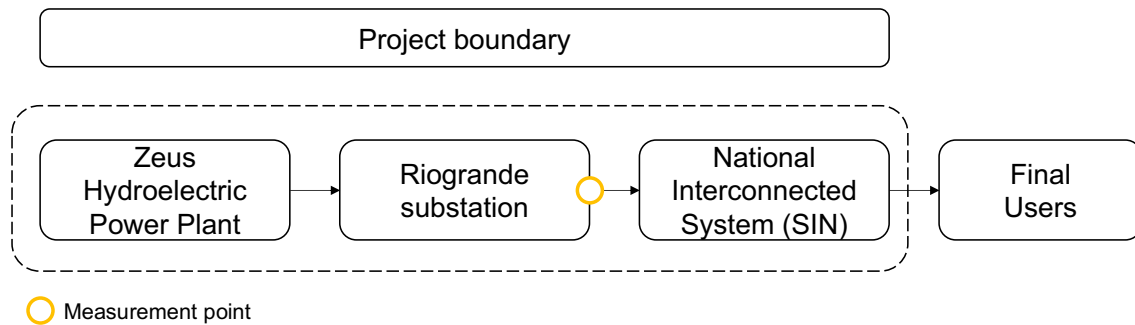 Project boundary
Zeus
Hydroelectric
Power Plant
Riogrande
substation
National
Interconnected
System (SIN)
Final
Users
Measurement point